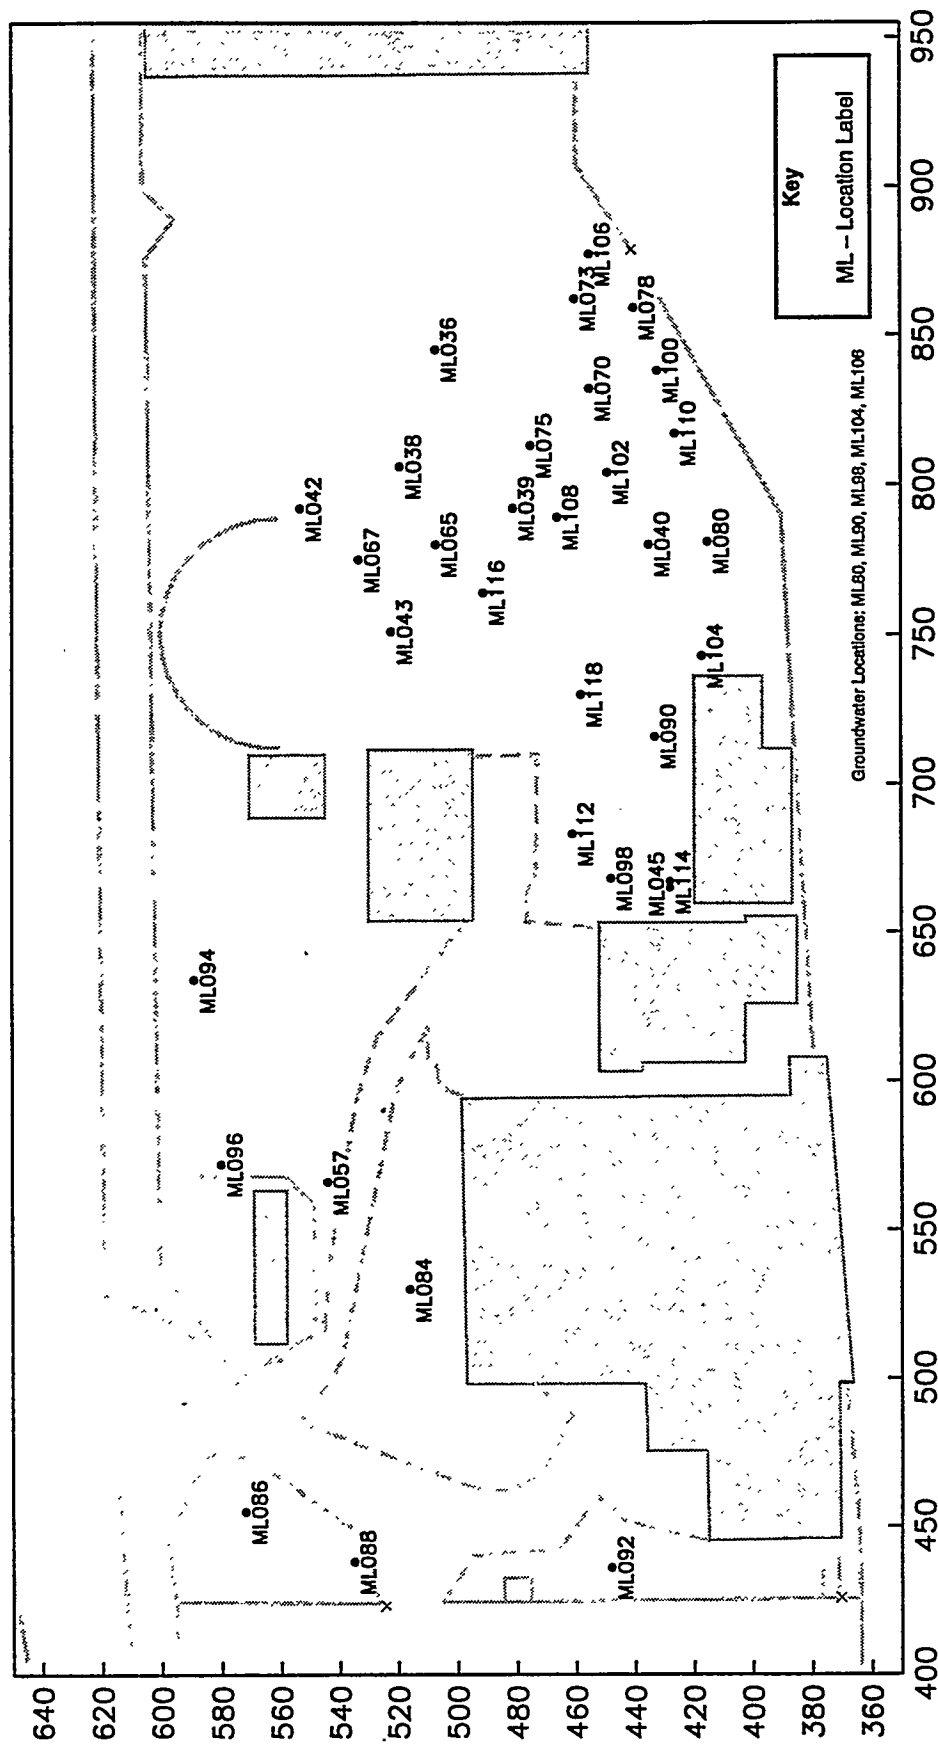 640
620
600
580
560
540
520
500
480
460
440
420
400
380
360
400
450
500
550
600
650
700
750
800
850
900
950
ML086
ML088
ML092
ML096
ML057
ML084
ML094
ML112
ML098
ML045
ML114
ML118
ML090
ML104
ML042
ML067
ML043
ML038
ML065
ML116
ML036
ML039
ML108
ML075
ML102
ML040
ML080
ML070
ML110
ML100
ML073
ML106
ML078
Key
ML – Location Label
Groundwater Locations: ML80, ML90, ML98, ML104, ML106